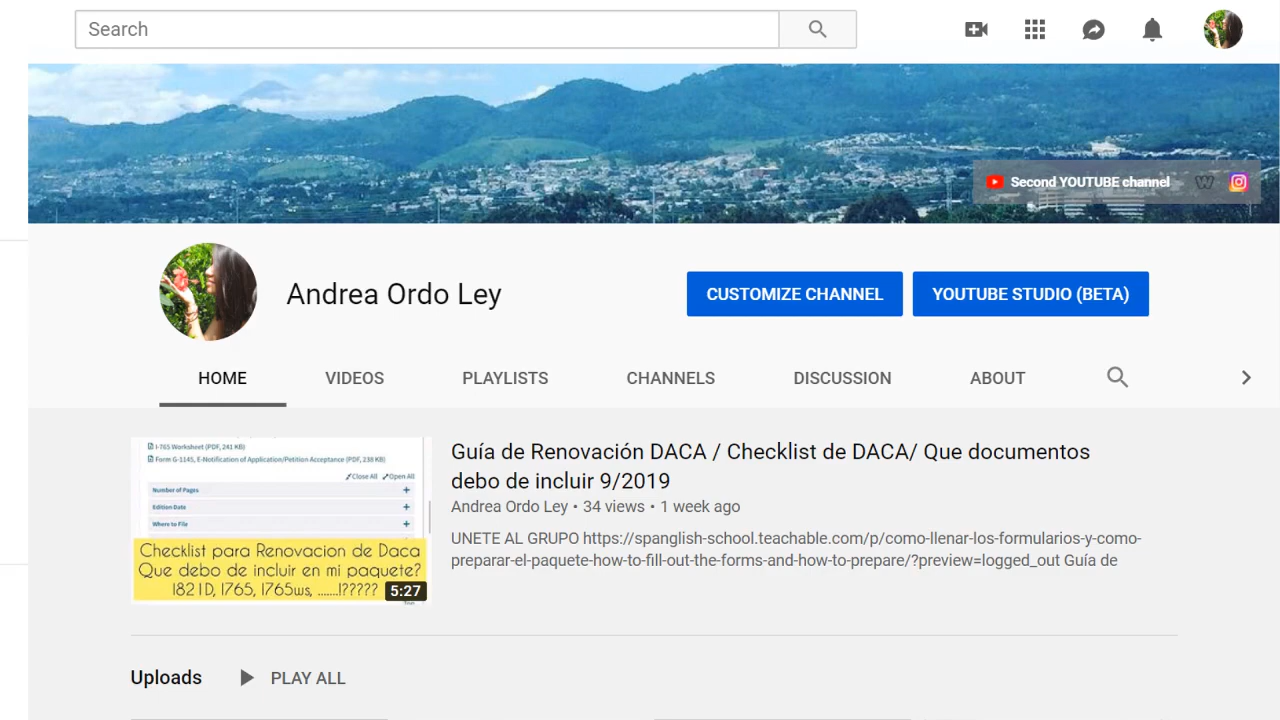 Search
Second YOUTUBE channel
Andrea Ordo Ley
CUSTOMIZE CHANNEL
YOUTUBE STUDIO (BETA)
HOME
VIDEOS
PLAYLISTS
CHANNELS
DISCUSSION
ABOUT
I-765 Worksheet (PDF, 241 KB)
Form G-1145, E-Notification of Application/Petition Acceptance (PDF, 238 KB)
Close All Open All
Number of Pages
Edition Date
Where to File
Checklist para Renovacion de Daca
Que debo de incluir en mi paquete?
I821D, I765, I765ws, .......!?????
5:27
Guía de Renovación DACA / Checklist de DACA/ Que documentos
debo de incluir 9/2019
Andrea Ordo Ley • 34 views • 1 week ago
UNETE AL GRUPO https://spanglish-school.teachable.com/p/como-llenar-los-formularios-y-como-
preparar-el-paquete-how-to-fill-out-the-forms-and-how-to-prepare/?preview=logged_out Guía de
Uploads
PLAY ALL